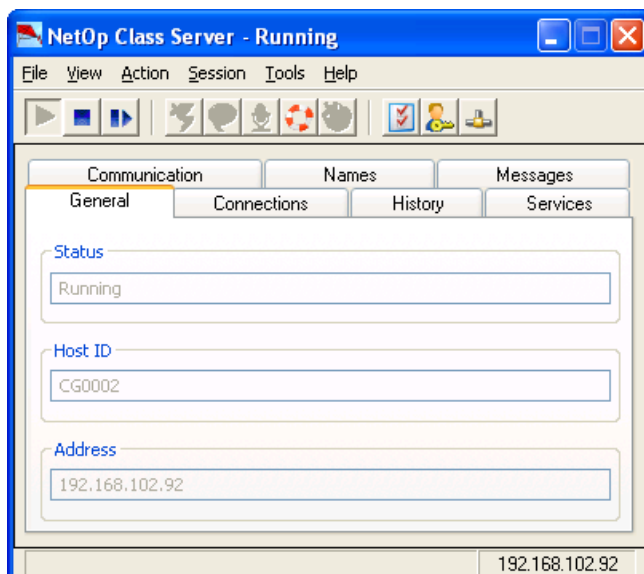 NetOp Class Server - Running
File View Action Session Tools Help
Communication Names Messages
General Connections History Services
Status
Running
Host ID
CG0002
Address
192.168.102.92
192.168.102.92